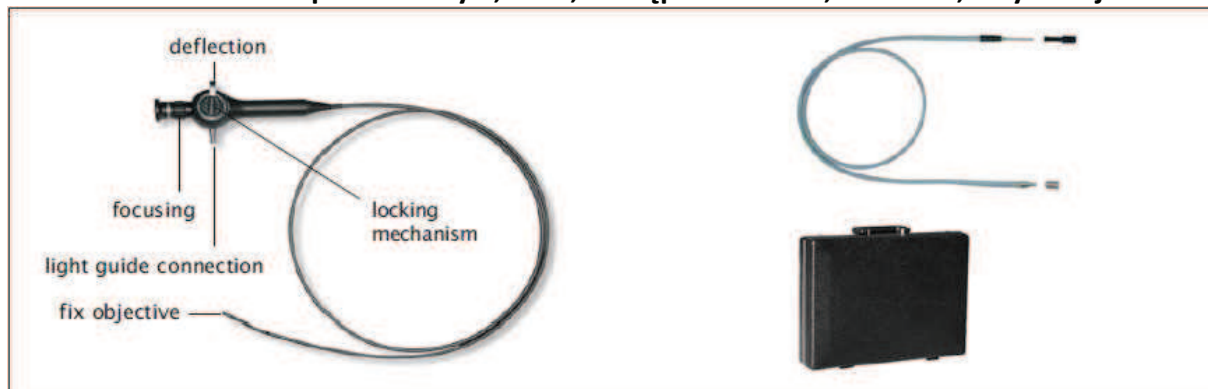 deflection
focusing
locking
mechanism
light guide connection
fix objective